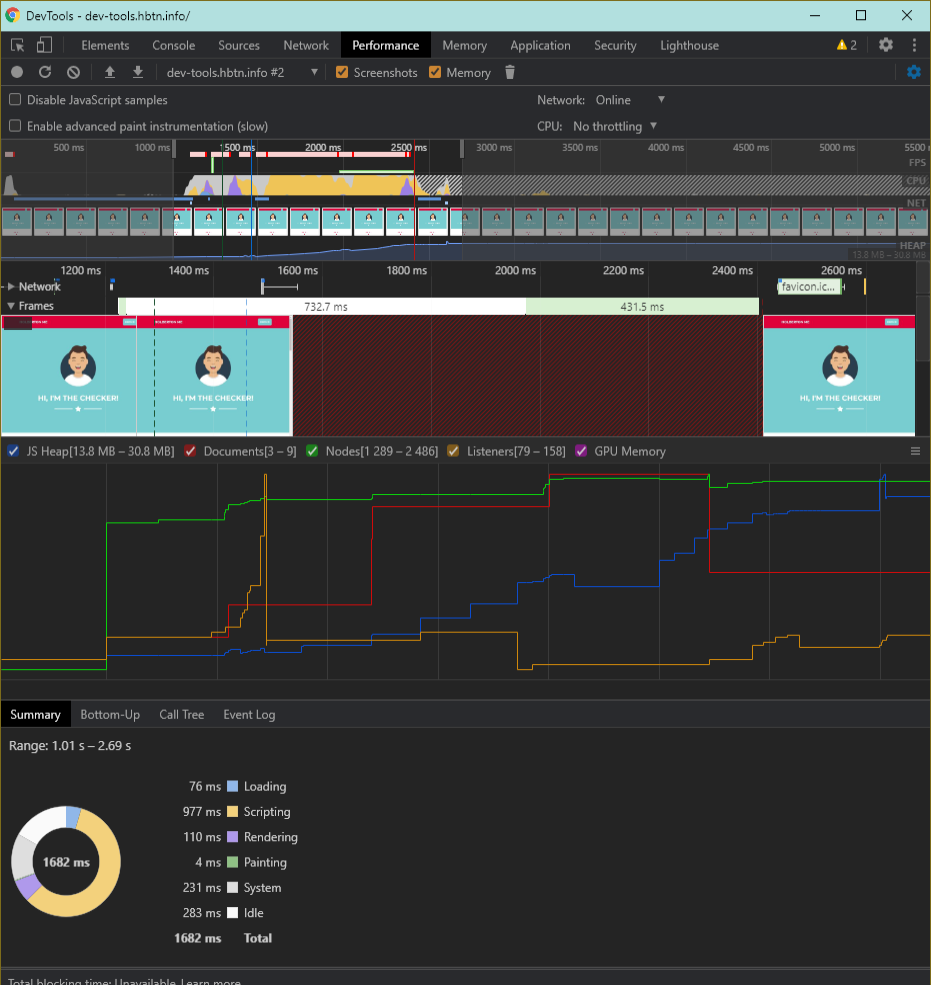 DevTools - dev-tools.hbtn.info/
Elements Console Sources Network Performance Memory Application Security Lighthouse 2
dev-tools.hbtn.info #2 Screenshots Memory
Disable JavaScript samples Network: Online
Enable advanced paint instrumentation (slow) CPU: No throttling
500 ms 1000 ms 1500 ms 2000 ms 2500 ms 3000 ms 3500 ms 4000 ms 4500 ms 5000 ms 5500
FPS
CPU
NET
HEAP
13.8 MB – 30.8 MB
1200 ms 1400 ms 1600 ms 1800 ms 2000 ms 2200 ms 2400 ms 2600 ms
Network favicon.ic...
Frames 732.7 ms 431.5 ms
HI, I'M THE CHECKER! HI, I'M THE CHECKER! HI, I'M THE CHECKER!
JS Heap[13.8 MB – 30.8 MB] Documents[3 – 9] Nodes[1 289 – 2 486] Listeners[79 – 158] GPU Memory
Summary Bottom-Up Call Tree Event Log
Range: 1.01 s – 2.69 s
76 ms Loading
977 ms Scripting
110 ms Rendering
1682 ms 4 ms Painting
231 ms System
283 ms Idle
1682 ms Total
Total blocking time: Unavailable Learn more